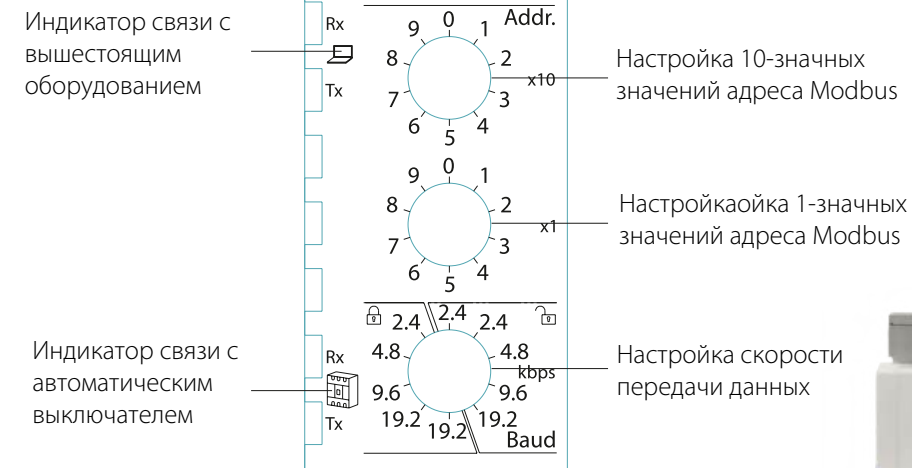 Индикатор связи с
вышестоящим
оборудованием
Rx
Tx
Addr.
0
1
2
3
4
5
6
7
8
9
x10
Настройка 10-значных
значений адреса Modbus
0
1
2
3
4
5
6
7
8
9
x1
Настройкаойка 1-значных
значений адреса Modbus
Индикатор связи с
автоматическим
выключателем
Rx
Tx
2.4
2.4
2.4
4.8
4.8
kbps
9.6
9.6
19.2
19.2
19.2
Baud
Настройка скорости
передачи данных